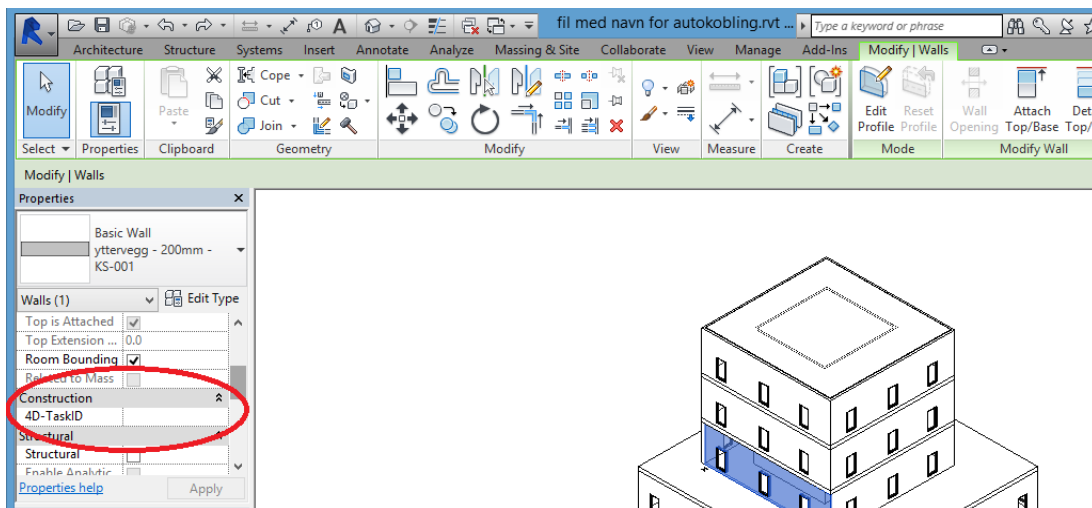 fil med navn for autokobling.rvt ... Type a keyword or phrase
Architecture Structure Systems Insert Annotate Analyze Massing & Site Collaborate View Manage Add-Ins Modify | Walls
Modify Paste Cope Cut Join Edit Profile Reset Profile Wall Opening Attach Top/Base Det Top/
Select Properties Clipboard Geometry Modify View Measure Create Mode Modify Wall
Modify | Walls
Properties
Basic Wall
yttervegg - 200mm -
KS-001
Walls (1) Edit Type
Top is Attached
Top Extension ... 0.0
Room Bounding
Related to Mass
Construction
4D-TaskID
Structural
Structural
Enable Analytic
Properties help Apply